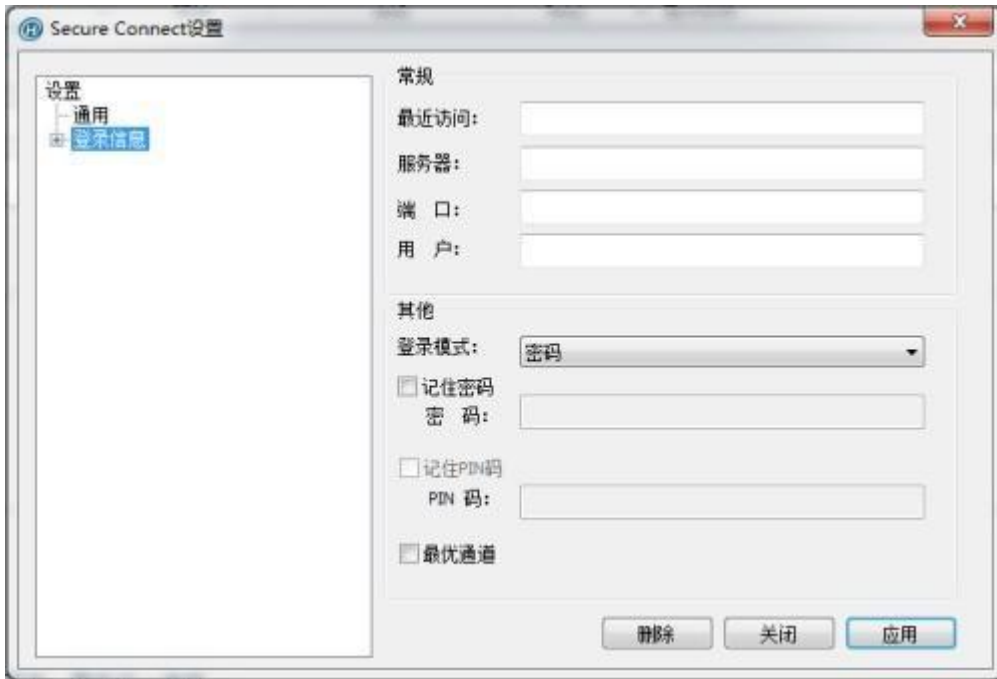 Secure Connect设置
设置
通用
登录信息
常规
最近访问:
服务器:
端 口:
用 户:
其他
登录模式: 密码
记住密码
密 码:
记住PIN码
PIN 码:
最优通道
删除 关闭 应用